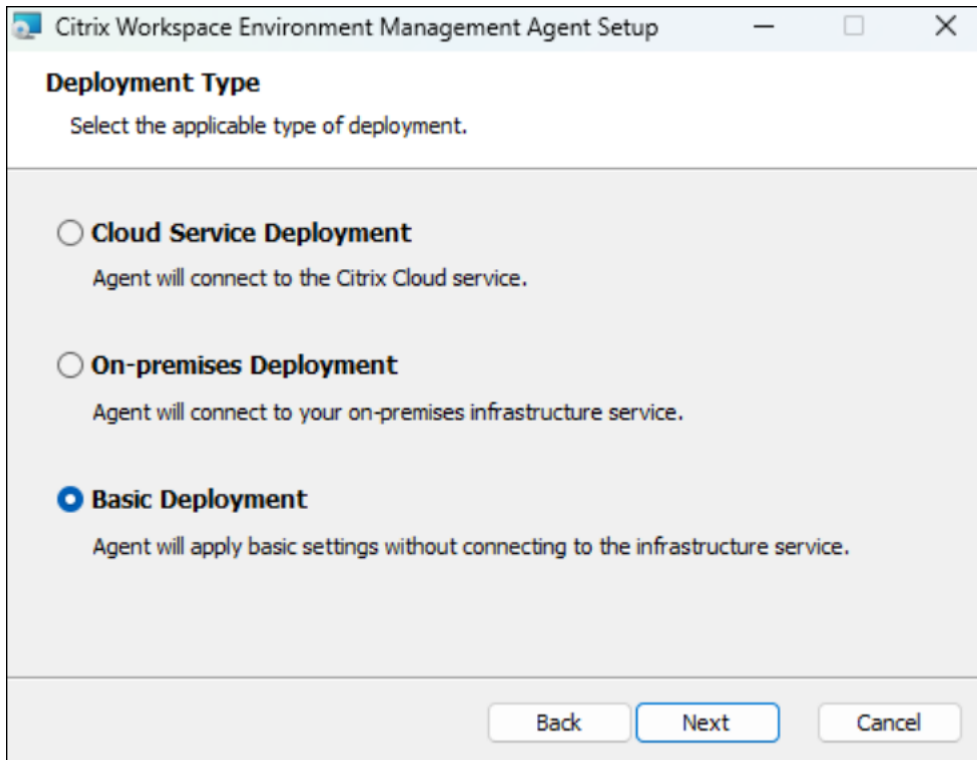 Citrix Workspace Environment Management Agent Setup
Deployment Type
Select the applicable type of deployment.
Cloud Service Deployment
Agent will connect to the Citrix Cloud service.
On-premises Deployment
Agent will connect to your on-premises infrastructure service.
Basic Deployment
Agent will apply basic settings without connecting to the infrastructure service.
Back Next Cancel